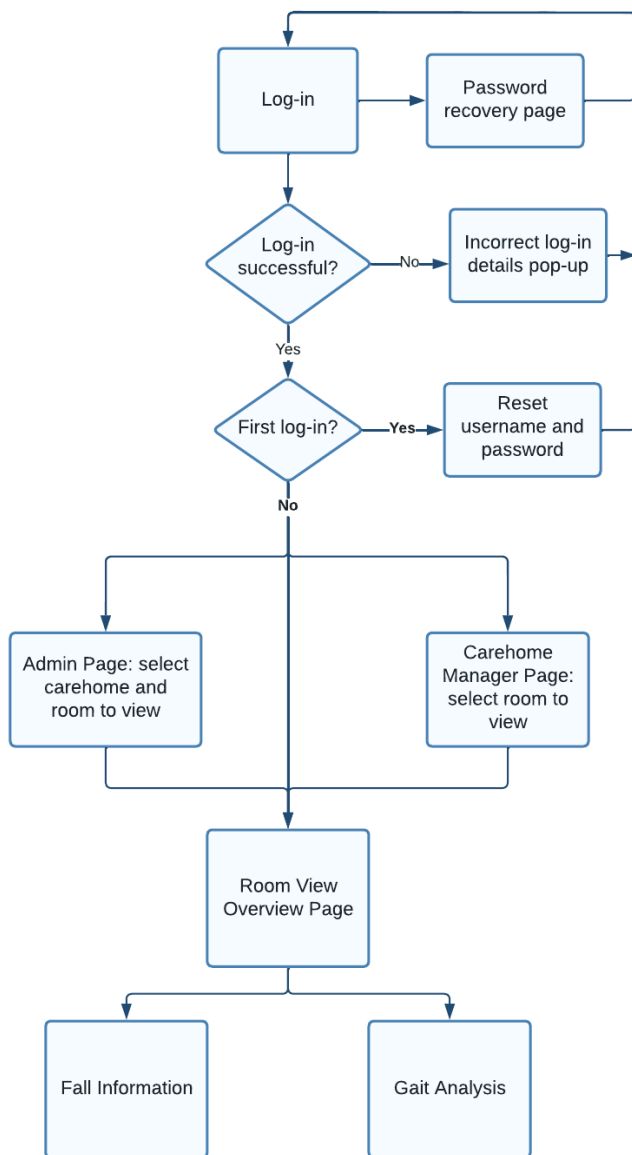 Log-in
Password
recovery page
Log-in
successful?
No
Incorrect log-in
details pop-up
Yes
First log-in?
Yes
Reset
username and
password
No
Admin Page: select
carehome and
room to view
Carehome
Manager Page:
select room to
view
Room View
Overview Page
Fall Information
Gait Analysis